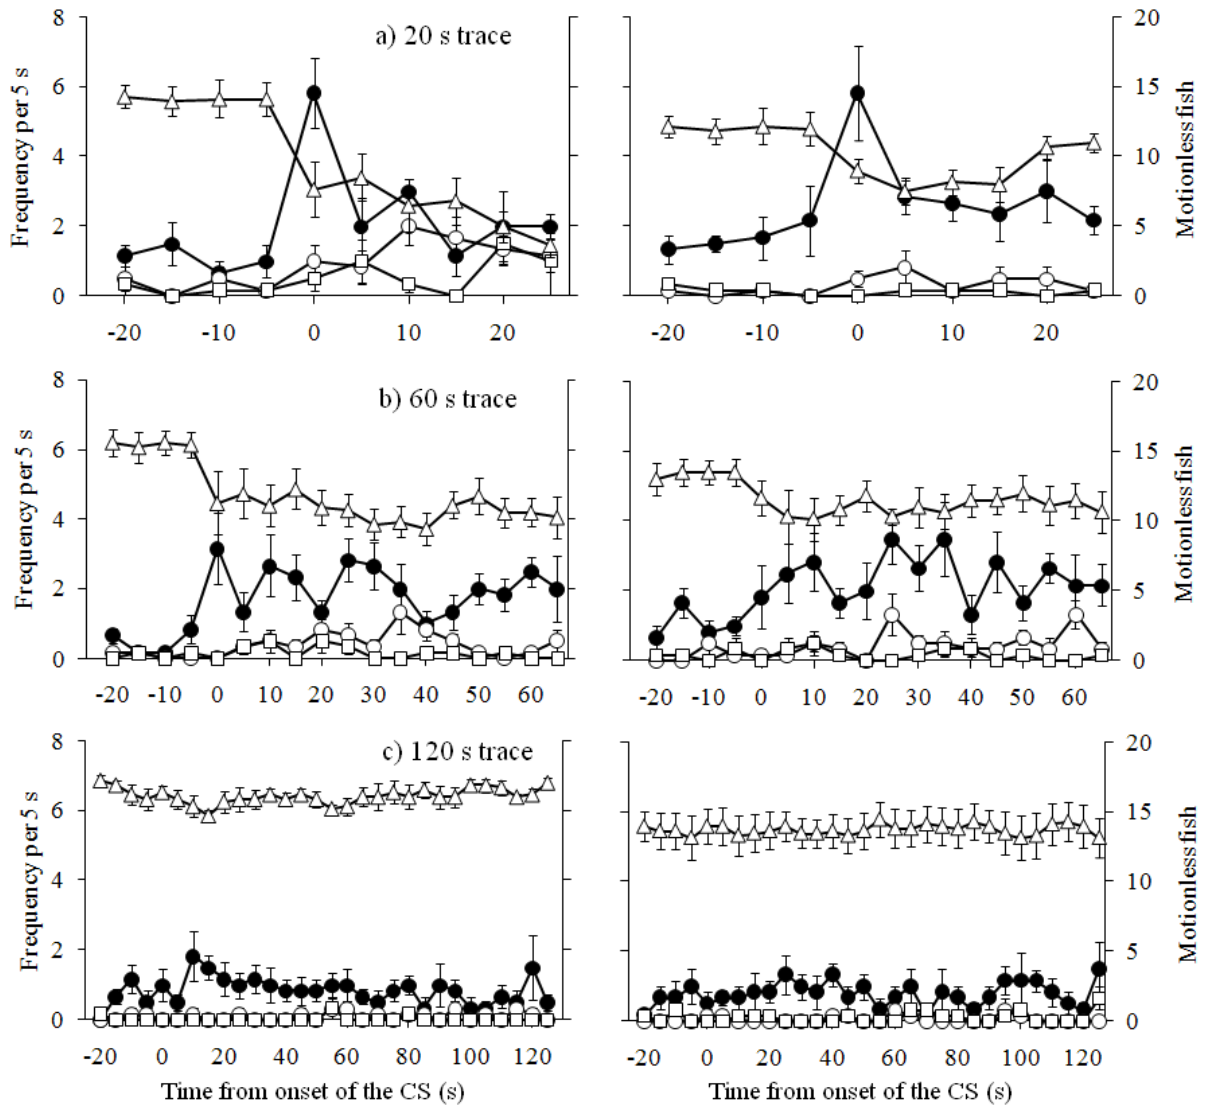 a) 20 s trace
Frequency per 5 s
8
6
4
2
0
-20 -10 0 10 20
20
15
10
5
0
Motionless fish
-20 -10 0 10 20
b) 60 s trace
Frequency per 5 s
8
6
4
2
0
-20 -10 0 10 20 30 40 50 60
20
15
10
5
0
Motionless fish
-20 -10 0 10 20 30 40 50 60
c) 120 s trace
Frequency per 5 s
8
6
4
2
0
-20 0 20 40 60 80 100 120
20
15
10
5
0
Motionless fish
-20 0 20 40 60 80 100 120
Time from onset of the CS (s)
Time from onset of the CS (s)